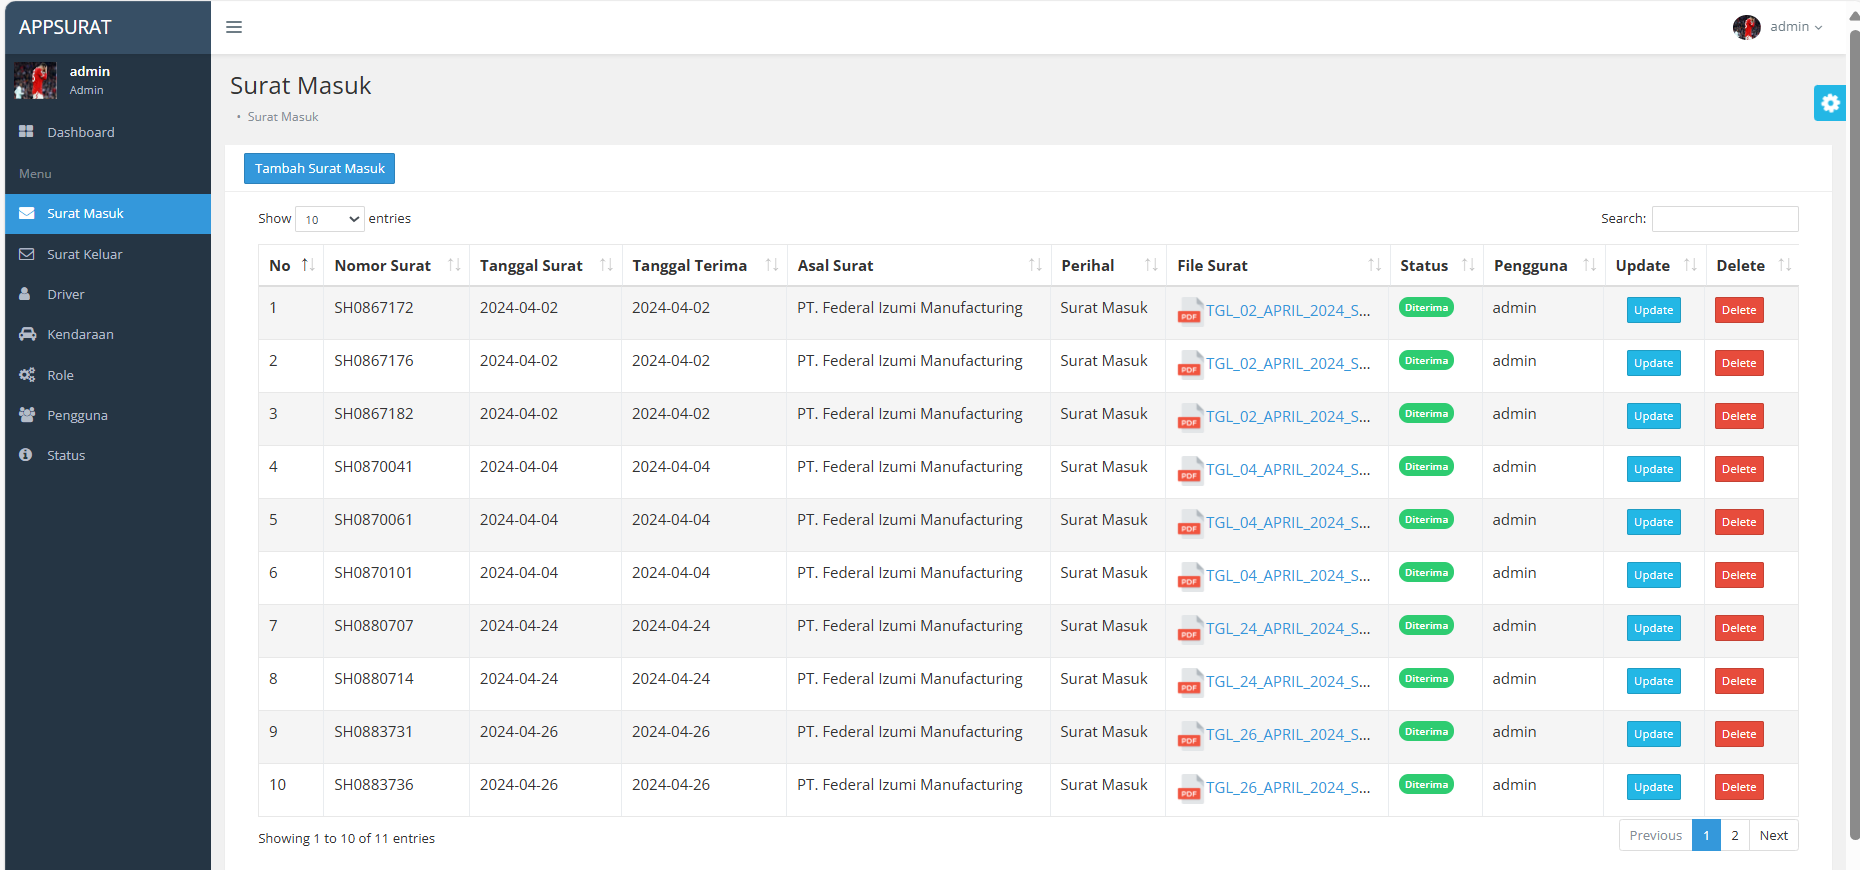 APPSURAT
admin
admin
Admin
Surat Masuk
• Surat Masuk
Dashboard
Menu
Surat Masuk
Surat Keluar
Driver
Kendaraan
Role
Pengguna
Status
Tambah Surat Masuk
Show 10 entries
Search:
No Nomor Surat Tanggal Surat Tanggal Terima Asal Surat Perihal File Surat Status Pengguna Update Delete
1 SH0867172 2024-04-02 2024-04-02 PT. Federal Izumi Manufacturing Surat Masuk PDF TGL_02_APRIL_2024_S... Diterima admin Update Delete
2 SH0867176 2024-04-02 2024-04-02 PT. Federal Izumi Manufacturing Surat Masuk PDF TGL_02_APRIL_2024_S... Diterima admin Update Delete
3 SH0867182 2024-04-02 2024-04-02 PT. Federal Izumi Manufacturing Surat Masuk PDF TGL_02_APRIL_2024_S... Diterima admin Update Delete
4 SH0870041 2024-04-04 2024-04-04 PT. Federal Izumi Manufacturing Surat Masuk PDF TGL_04_APRIL_2024_S... Diterima admin Update Delete
5 SH0870061 2024-04-04 2024-04-04 PT. Federal Izumi Manufacturing Surat Masuk PDF TGL_04_APRIL_2024_S... Diterima admin Update Delete
6 SH0870101 2024-04-04 2024-04-04 PT. Federal Izumi Manufacturing Surat Masuk PDF TGL_04_APRIL_2024_S... Diterima admin Update Delete
7 SH0880707 2024-04-24 2024-04-24 PT. Federal Izumi Manufacturing Surat Masuk PDF TGL_24_APRIL_2024_S... Diterima admin Update Delete
8 SH0880714 2024-04-24 2024-04-24 PT. Federal Izumi Manufacturing Surat Masuk PDF TGL_24_APRIL_2024_S... Diterima admin Update Delete
9 SH0883731 2024-04-26 2024-04-26 PT. Federal Izumi Manufacturing Surat Masuk PDF TGL_26_APRIL_2024_S... Diterima admin Update Delete
10 SH0883736 2024-04-26 2024-04-26 PT. Federal Izumi Manufacturing Surat Masuk PDF TGL_26_APRIL_2024_S... Diterima admin Update Delete
Showing 1 to 10 of 11 entries
Previous 1 2 Next